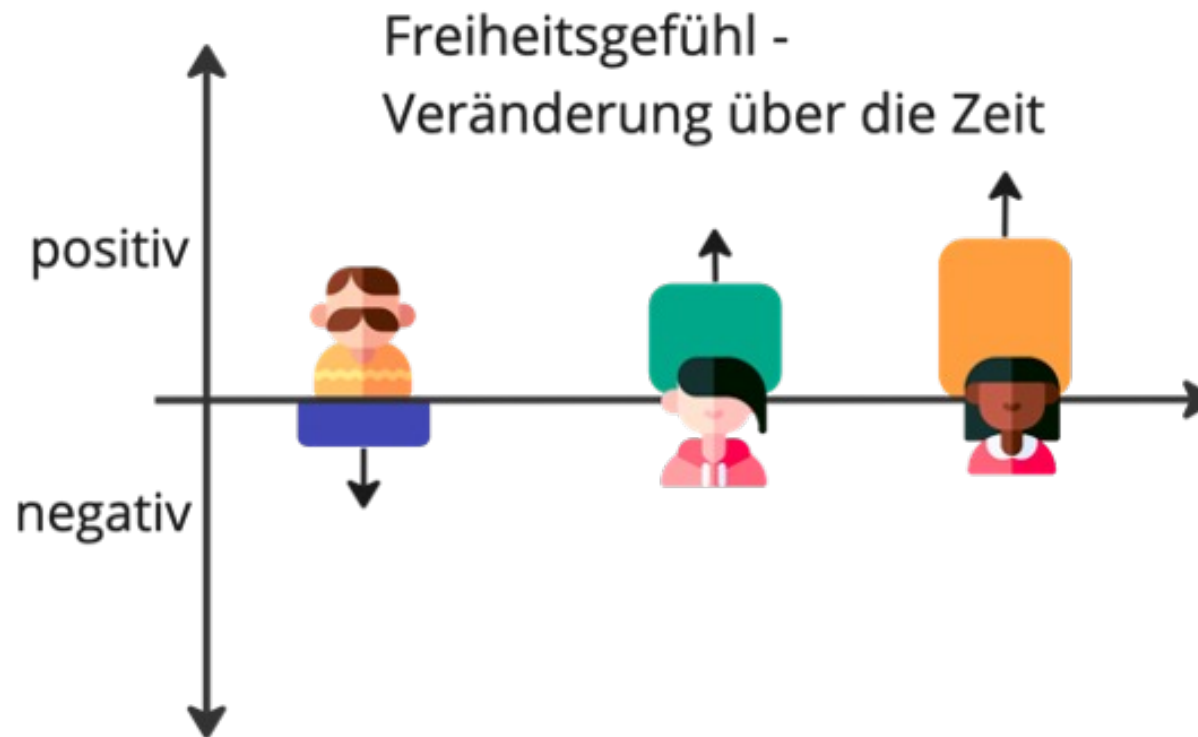 Freiheitsgefühl -
Veränderung über die Zeit
positiv
negativ